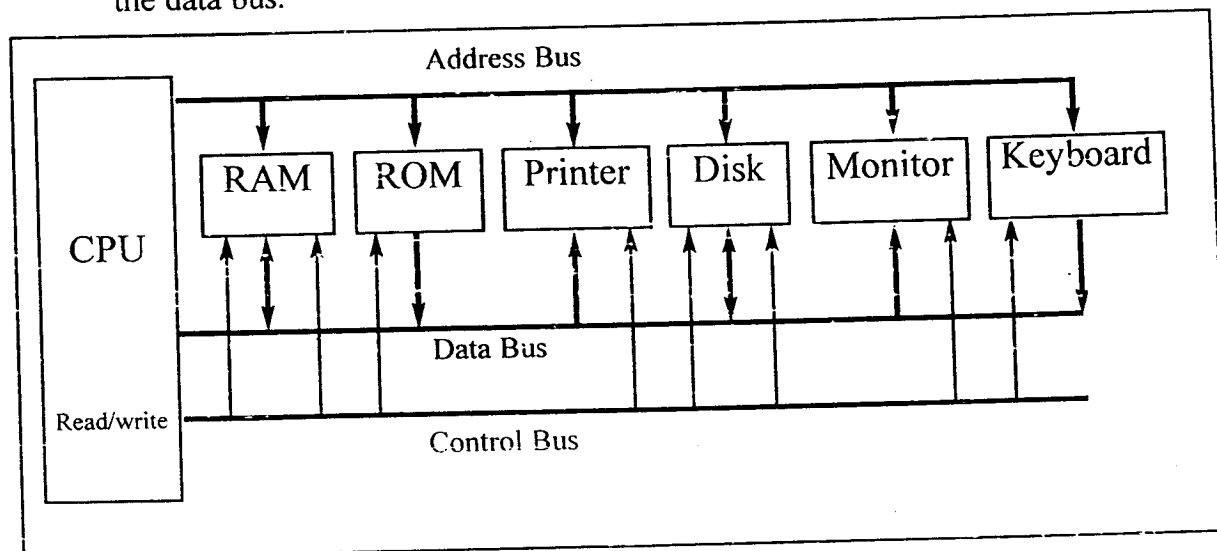 the data bus.
Address Bus
RAM ROM Printer Disk Monitor Keyboard
CPU
Data Bus
Read/write
Control Bus